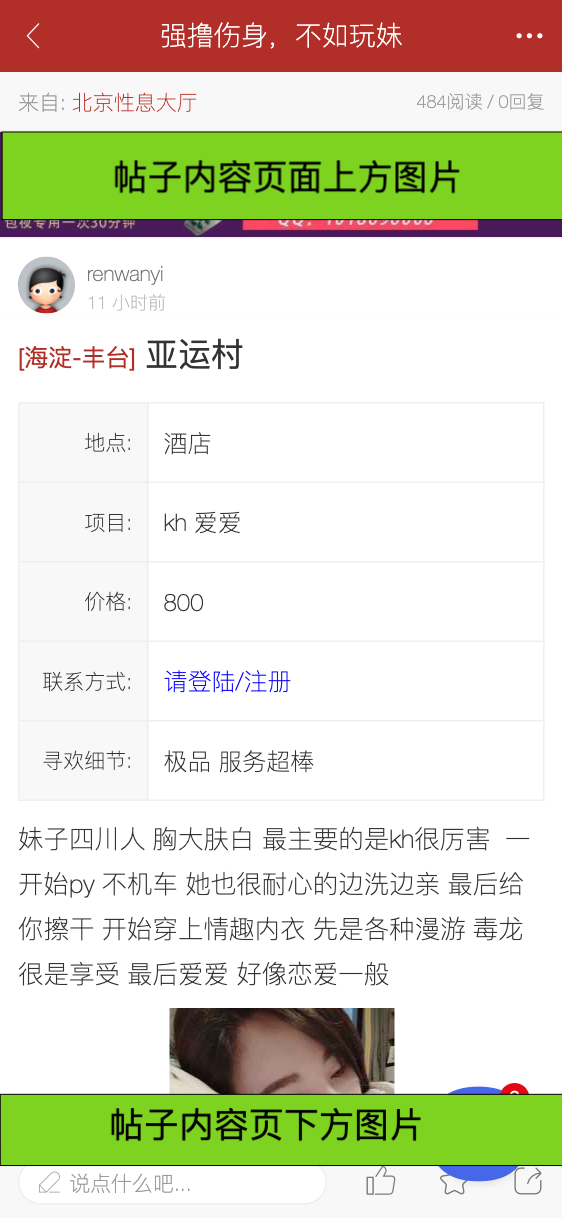 强撸伤身，不如玩妹
来自: 北京性息大厅
484阅读 / 0回复
帖子内容页面上方图片
包夜专用一次30分钟
renwanyi
11 小时前
[海淀-丰台] 亚运村
地点: 酒店
项目: kh 爱爱
价格: 800
联系方式: 请登陆/注册
寻欢细节: 极品 服务超棒
妹子四川人 胸大肤白 最主要的是kh很厉害 一
开始py 不机车 她也很耐心的边洗边亲 最后给
你擦干 开始穿上情趣内衣 先是各种漫游 毒龙
很是享受 最后爱爱 好像恋爱一般
帖子内容页下方图片
说点什么吧...